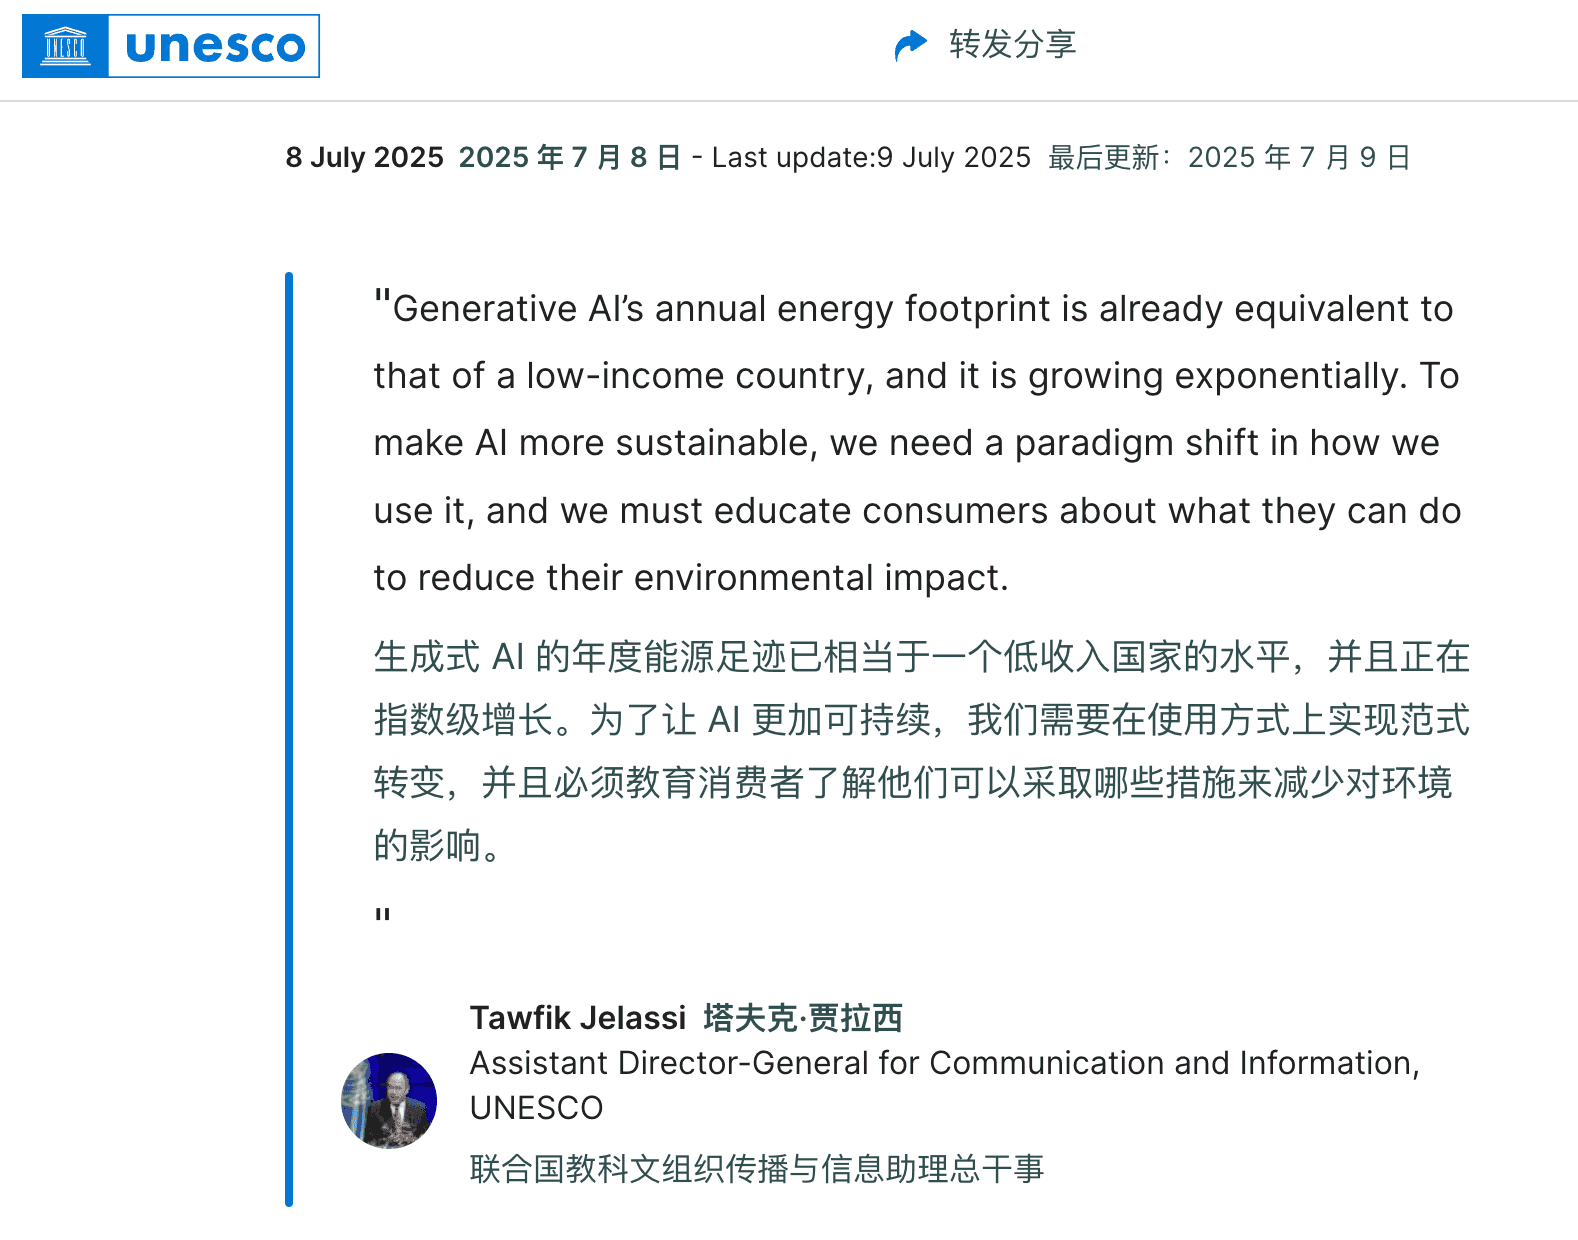 unesco
转发分享
8 July 2025 2025 年 7 月 8 日 - Last update:9 July 2025 最后更新：2025 年 7 月 9 日
"Generative AI’s annual energy footprint is already equivalent to
that of a low-income country, and it is growing exponentially. To
make AI more sustainable, we need a paradigm shift in how we
use it, and we must educate consumers about what they can do
to reduce their environmental impact.
生成式 AI 的年度能源足迹已相当于一个低收入国家的水平，并且正在
指数级增长。为了让 AI 更加可持续，我们需要在使用方式上实现范式
转变，并且必须教育消费者了解他们可以采取哪些措施来减少对环境
的影响。
"
Tawfik Jelassi 塔夫克·贾拉西
Assistant Director-General for Communication and Information,
UNESCO
联合国教科文组织传播与信息助理总干事